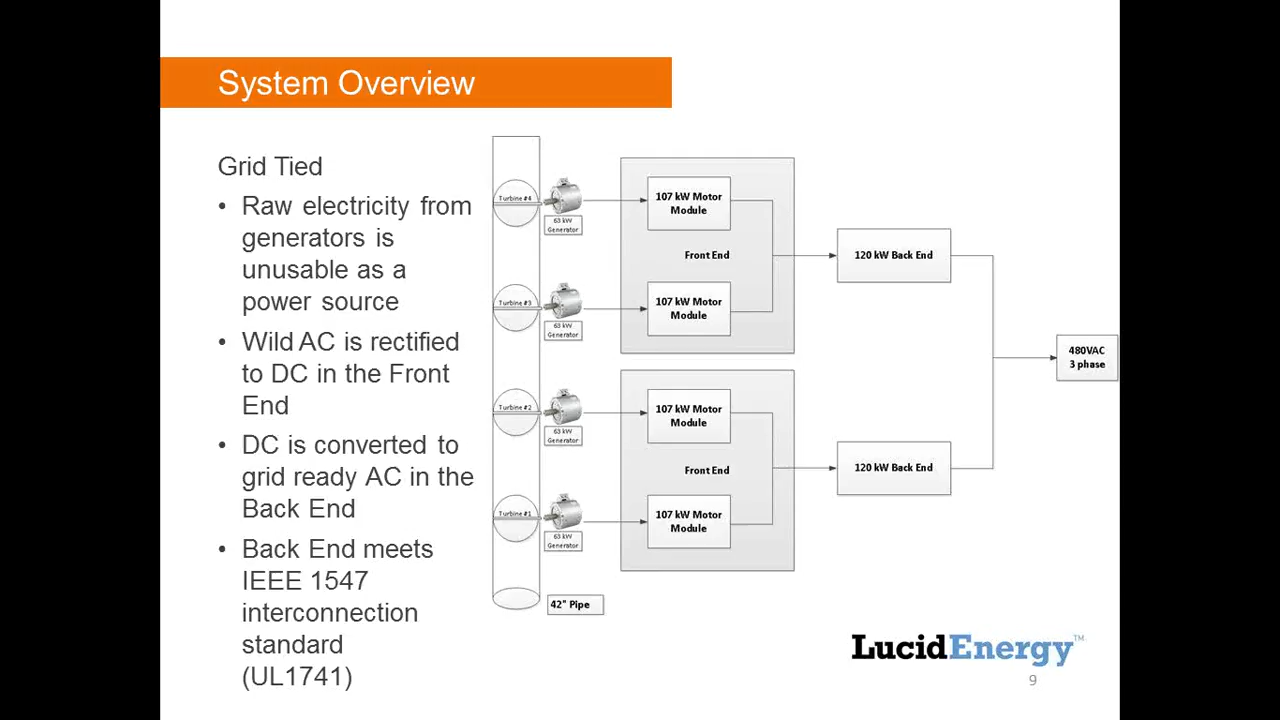 System Overview
Grid Tied
• Raw electricity from
generators is
unusable as a
power source
• Wild AC is rectified
to DC in the Front
End
• DC is converted to
grid ready AC in the
Back End
• Back End meets
IEEE 1547
interconnection
standard
(UL1741)
Turbine #4
63 kW
Generator
107 kW Motor
Module
Front End
Turbine #3
63 kW
Generator
107 kW Motor
Module
120 kW Back End
Turbine #2
63 kW
Generator
107 kW Motor
Module
Front End
Turbine #1
63 kW
Generator
107 kW Motor
Module
120 kW Back End
480VAC
3 phase
42" Pipe
LucidEnergy™
9